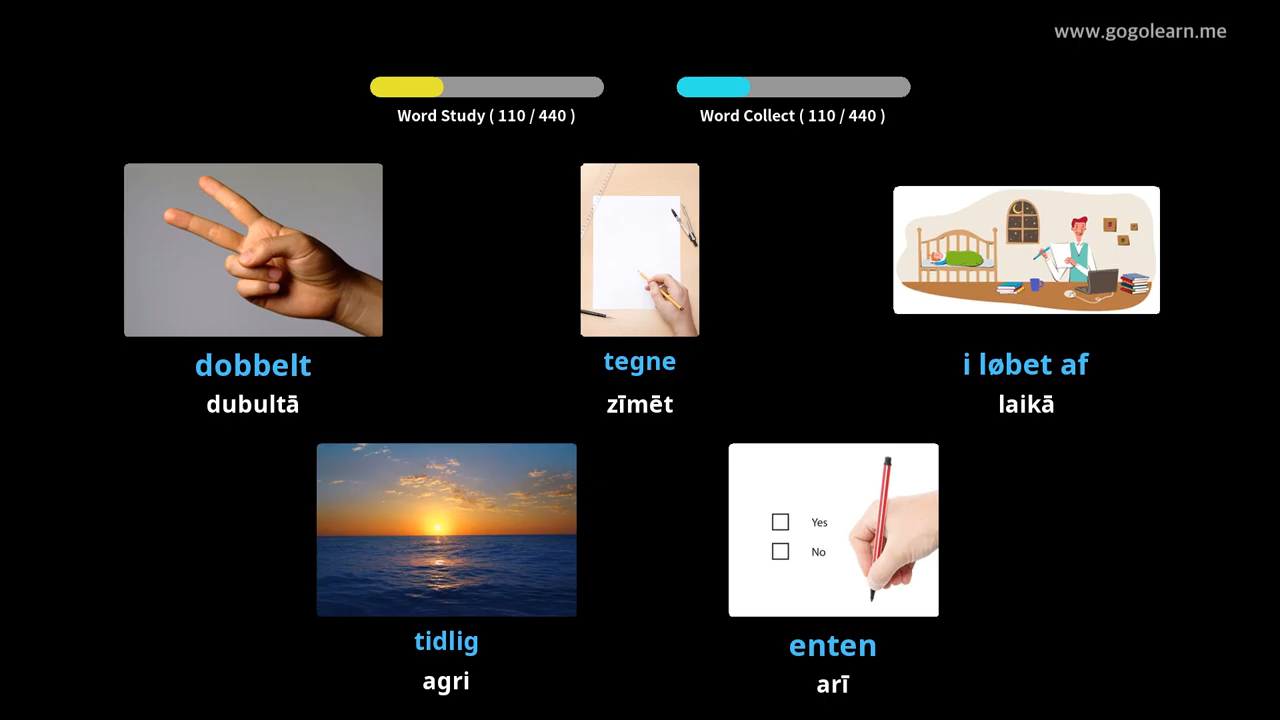 www.gogolearn.me
Word Study ( 110 / 440 )
Word Collect ( 110 / 440 )
dobbelt
dubultā
tegne
zīmēt
i løbet af
laikā
Yes
No
tidlig
agri
enten
arī